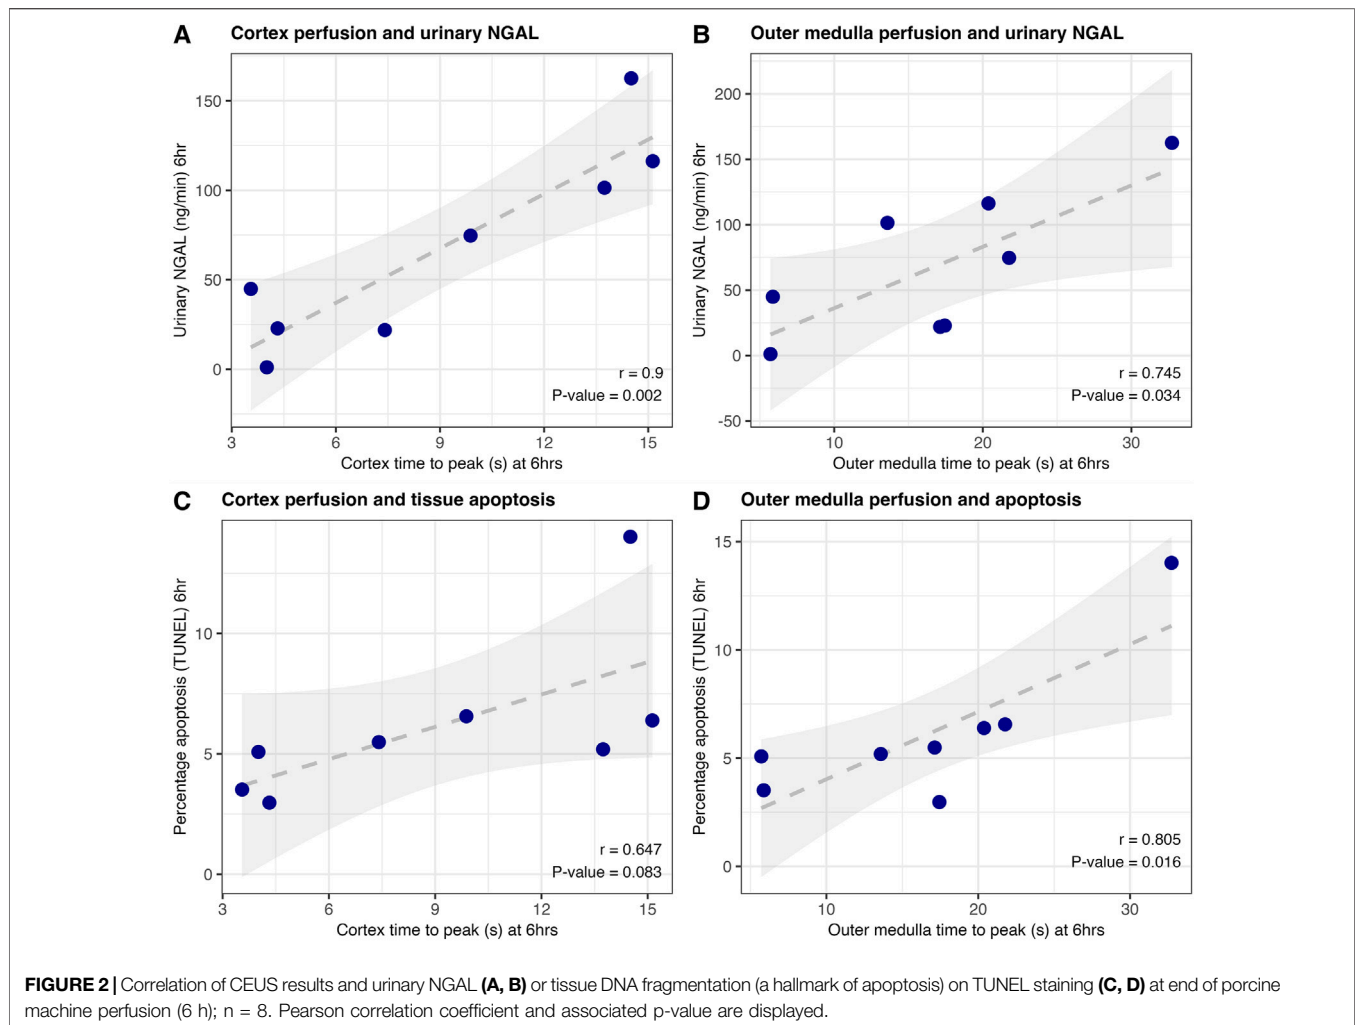 A Cortex perfusion and urinary NGAL
Urinary NGAL (ng/min) 6hr
150
100
50
0
r = 0.9
P-value = 0.002
3 6 9 12 15
Cortex time to peak (s) at 6hrs
B Outer medulla perfusion and urinary NGAL
Urinary NGAL (ng/min) 6hr
200
150
100
50
0
-50
r = 0.745
P-value = 0.034
10 20 30
Outer medulla time to peak (s) at 6hrs
C Cortex perfusion and tissue apoptosis
Percentage apoptosis (TUNEL) 6hr
10
5
0
r = 0.647
P-value = 0.083
3 6 9 12 15
Cortex time to peak (s) at 6hrs
D Outer medulla perfusion and apoptosis
Percentage apoptosis (TUNEL) 6hr
15
10
5
0
r = 0.805
P-value = 0.016
10 20 30
Outer medulla time to peak (s) at 6hrs
FIGURE 2 | Correlation of CEUS results and urinary NGAL (A, B) or tissue DNA fragmentation (a hallmark of apoptosis) on TUNEL staining (C, D) at end of porcine
machine perfusion (6 h); n = 8. Pearson correlation coefficient and associated p-value are displayed.